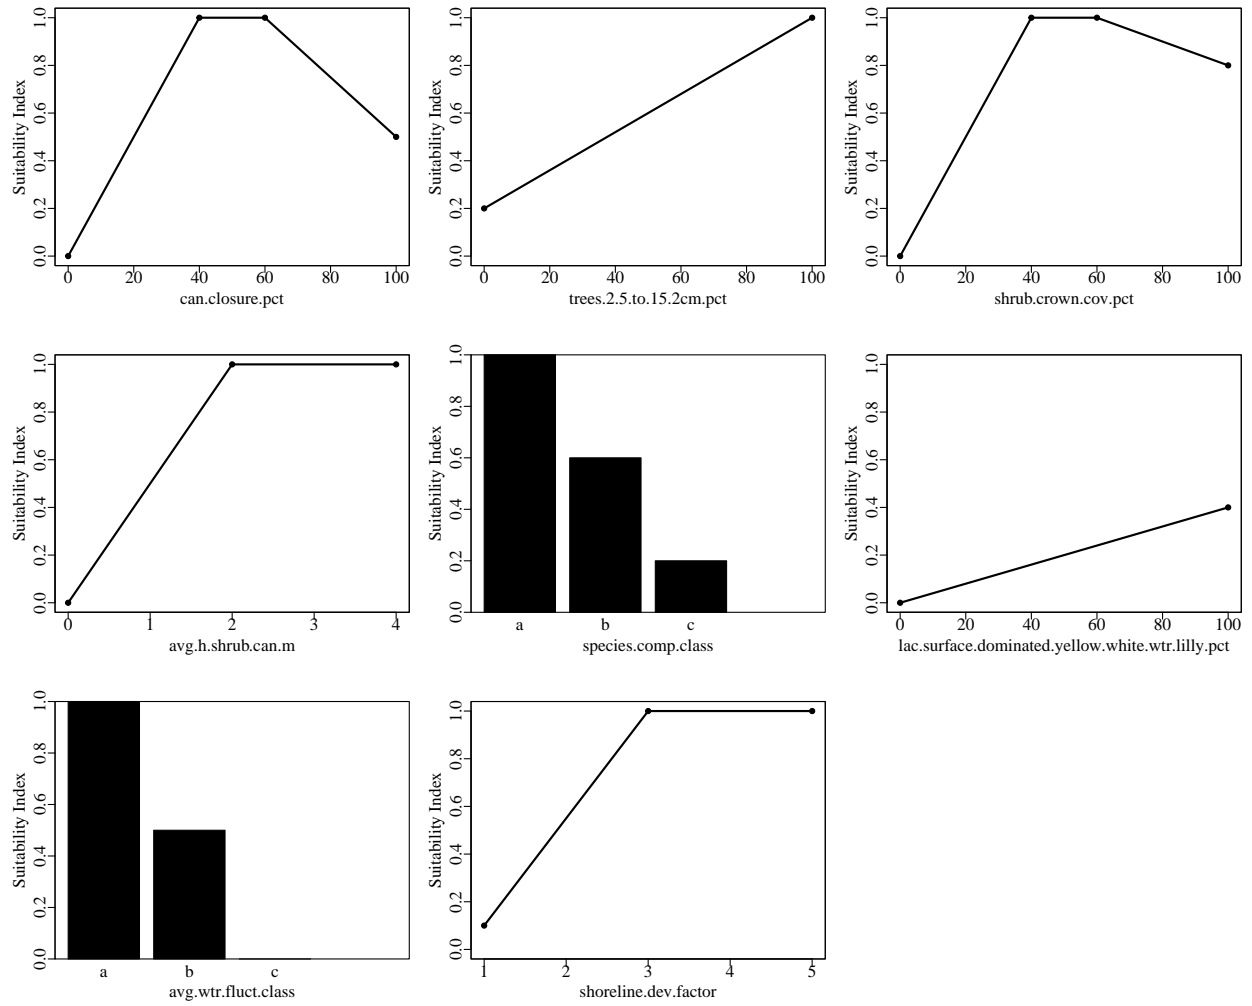 Suitability Index
0.0 0.2 0.4 0.6 0.8 1.0
0 20 40 60 80 100
can.closure.pct
Suitability Index
0.0 0.2 0.4 0.6 0.8 1.0
0 20 40 60 80 100
trees.2.5.to.15.2cm.pct
Suitability Index
0.0 0.2 0.4 0.6 0.8 1.0
0 20 40 60 80 100
shrub.crown.cov.pct
Suitability Index
0.0 0.2 0.4 0.6 0.8 1.0
0 1 2 3 4
avg.h.shrub.can.m
Suitability Index
0.0 0.2 0.4 0.6 0.8 1.0
a b c
species.comp.class
Suitability Index
0.0 0.2 0.4 0.6 0.8 1.0
0 20 40 60 80 100
lac.surface.dominated.yellow.white.wtr.lilly.pct
Suitability Index
0.0 0.2 0.4 0.6 0.8 1.0
a b c
avg.wtr.fluct.class
Suitability Index
0.0 0.2 0.4 0.6 0.8 1.0
1 2 3 4 5
shoreline.dev.factor